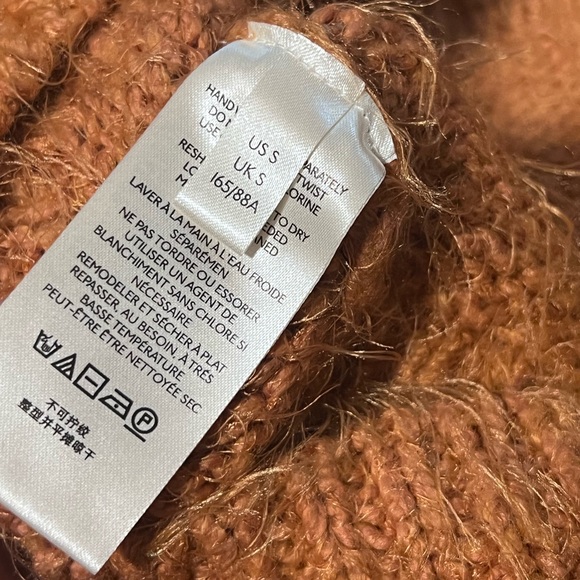 HAND
DO N
USE
RESH
LO
M
US S
UK S
165/88A
ARATELY
TWIST
ORINE
TO DRY
EDED
INED
LAVER À LA MAIN À L'EAU FROIDE
SÉPARÉMEN
NE PAS TORDRE OU ESSORER
UTILISER UN AGENT DE
BLANCHIMENT SANS CHLORE SI
NÉCESSAIRE
REMODELER ET SÉCHER À PLAT
REPASSER, AU BESOIN, À TRÉS
BASSE TEMPÉRATURE
PEUT-ÊTRE ÊTRE NETTOYÉE SEC
P
不可拧绞
整型并平摊晾干